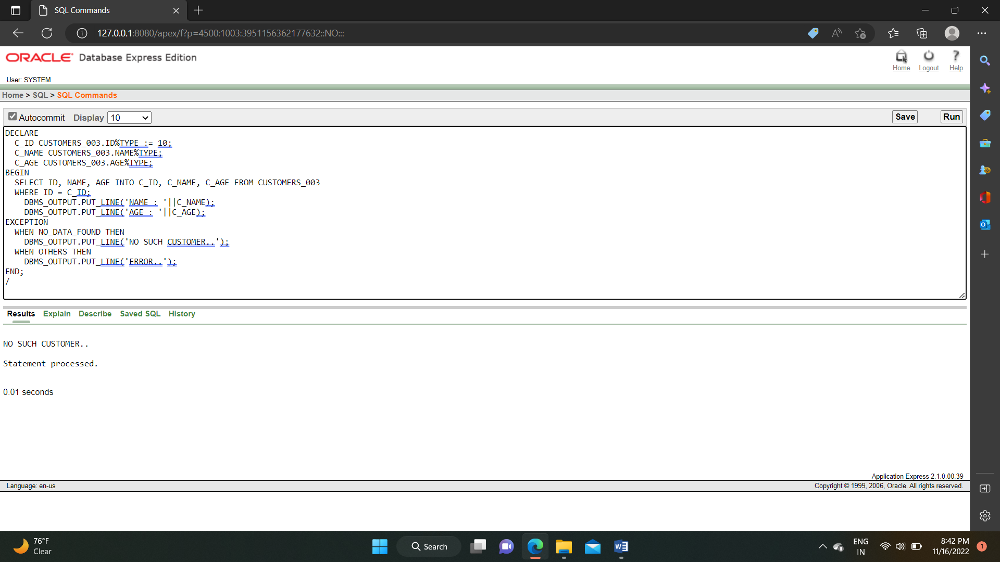 SQL Commands
127.0.0.1:8080/apex/f?p=4500:1003:3951156362177632::NO:::
ORACLE Database Express Edition
Home Logout Help
User: SYSTEM
Home > SQL > SQL Commands
Autocommit Display 10 Save Run
DECLARE
C_ID CUSTOMERS_003.ID%TYPE := 10;
C_NAME CUSTOMERS_003.NAME%TYPE;
C_AGE CUSTOMERS_003.AGE%TYPE;
BEGIN
SELECT ID, NAME, AGE INTO C_ID, C_NAME, C_AGE FROM CUSTOMERS_003
WHERE ID = C_ID;
DBMS_OUTPUT.PUT_LINE('NAME : '||C_NAME);
DBMS_OUTPUT.PUT_LINE('AGE : '||C_AGE);
EXCEPTION
WHEN NO_DATA_FOUND THEN
DBMS_OUTPUT.PUT_LINE('NO SUCH CUSTOMER..');
WHEN OTHERS THEN
DBMS_OUTPUT.PUT_LINE('ERROR..');
END;
/
Results Explain Describe Saved SQL History
NO SUCH CUSTOMER..
Statement processed.
0.01 seconds
Application Express 2.1.0.00.39
Language: en-us Copyright © 1999, 2006, Oracle. All rights reserved.
76°F
Clear
Search
ENG
IN
8:42 PM
11/16/2022
1